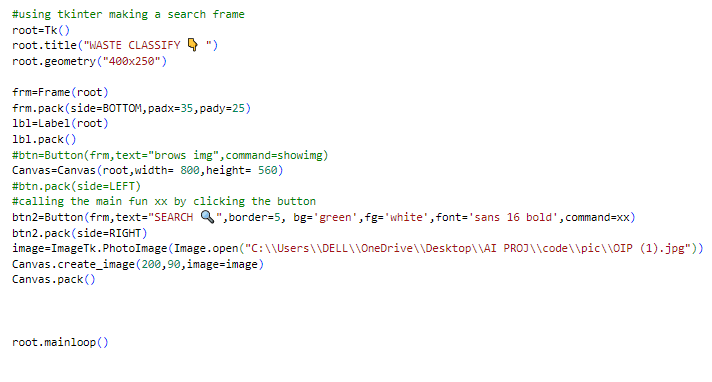 #using tkinter making a search frame
root=Tk()
root.title("WASTE CLASSIFY 👇 ")
root.geometry("400x250")
frm=Frame(root)
frm.pack(side=BOTTOM,padx=35,pady=25)
lbl=Label(root)
lbl.pack()
#btn=Button(frm,text="brows img",command=showimg)
Canvas=Canvas(root,width= 800,height= 560)
#btn.pack(side=LEFT)
#calling the main fun xx by clicking the button
btn2=Button(frm,text="SEARCH 🔍",border=5, bg='green',fg='white',font='sans 16 bold',command=xx)
btn2.pack(side=RIGHT)
image=ImageTk.PhotoImage(Image.open("C:\\Users\\DELL\\OneDrive\\Desktop\\AI PROJ\\code\\pic\\OIP (1).jpg"))
Canvas.create_image(200,90,image=image)
Canvas.pack()
root.mainloop()